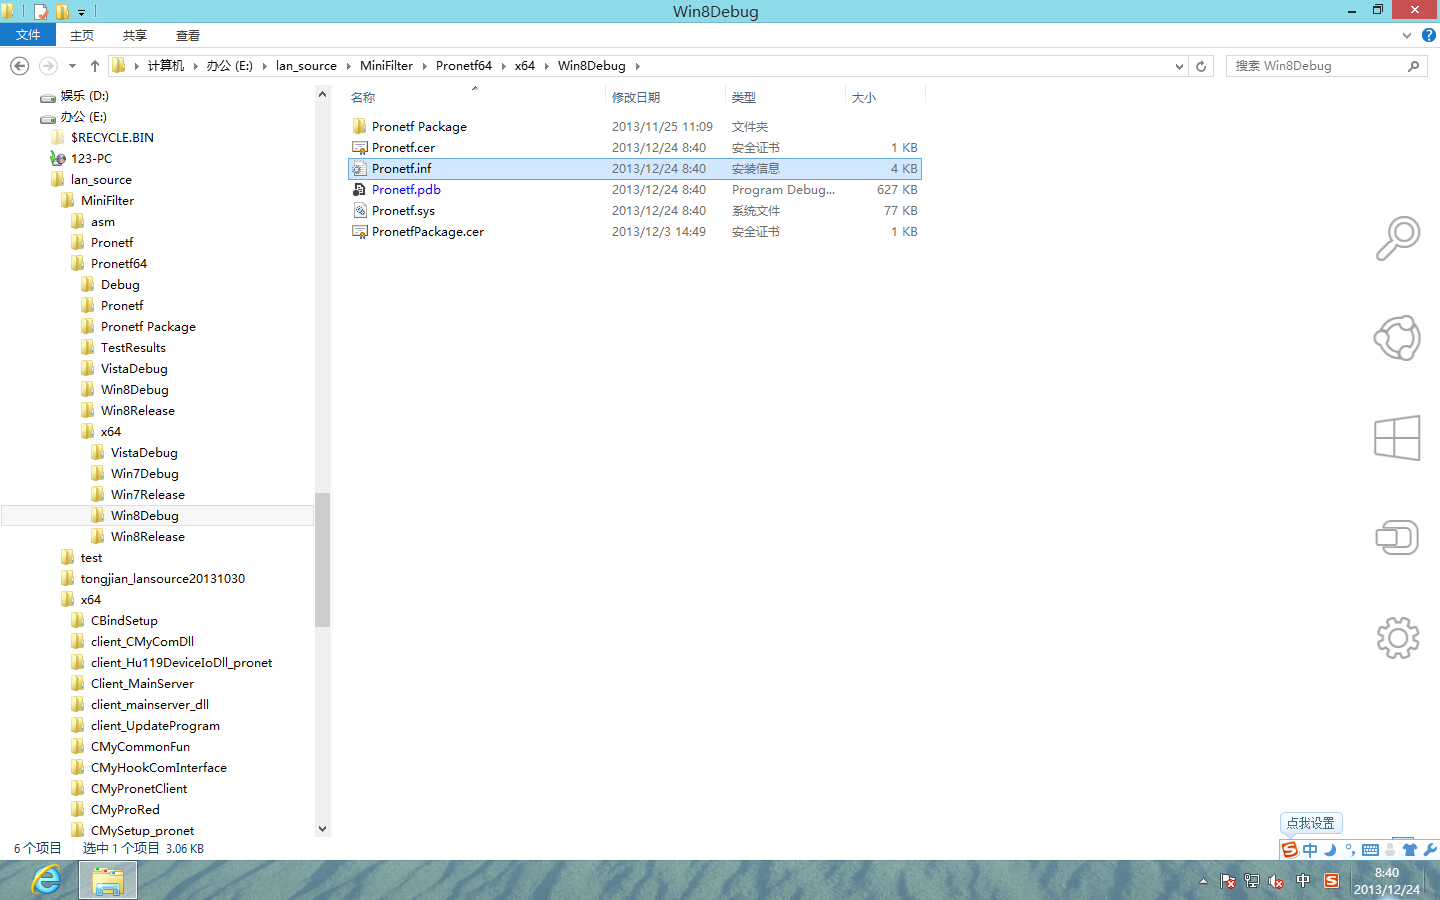 Win8Debug
文件 主页 共享 查看
计算机 办公 (E:) lan_source MiniFilter Pronetf64 x64 Win8Debug
搜索 Win8Debug
娱乐 (D:)
办公 (E:)
$RECYCLE.BIN
123-PC
lan_source
MiniFilter
asm
Pronetf
Pronetf64
Debug
Pronetf
Pronetf Package
TestResults
VistaDebug
Win8Debug
Win8Release
x64
VistaDebug
Win7Debug
Win7Release
Win8Debug
Win8Release
test
tongjian_lansource20131030
x64
CBindSetup
client_CMyComDll
client_Hu119DeviceIoDll_pronet
Client_MainServer
client_mainserver_dll
client_UpdateProgram
CMyCommonFun
CMyHookComInterface
CMyPronetClient
CMyProRed
CMySetup_pronet
名称 修改日期 类型 大小
Pronetf Package 2013/11/25 11:09 文件夹
Pronetf.cer 2013/12/24 8:40 安全证书 1 KB
Pronetf.inf 2013/12/24 8:40 安装信息 4 KB
Pronetf.pdb 2013/12/24 8:40 Program Debug... 627 KB
Pronetf.sys 2013/12/24 8:40 系统文件 77 KB
PronetfPackage.cer 2013/12/3 14:49 安全证书 1 KB
点我设置
中
6 个项目 选中 1 个项目 3.06 KB
中
8:40
2013/12/24